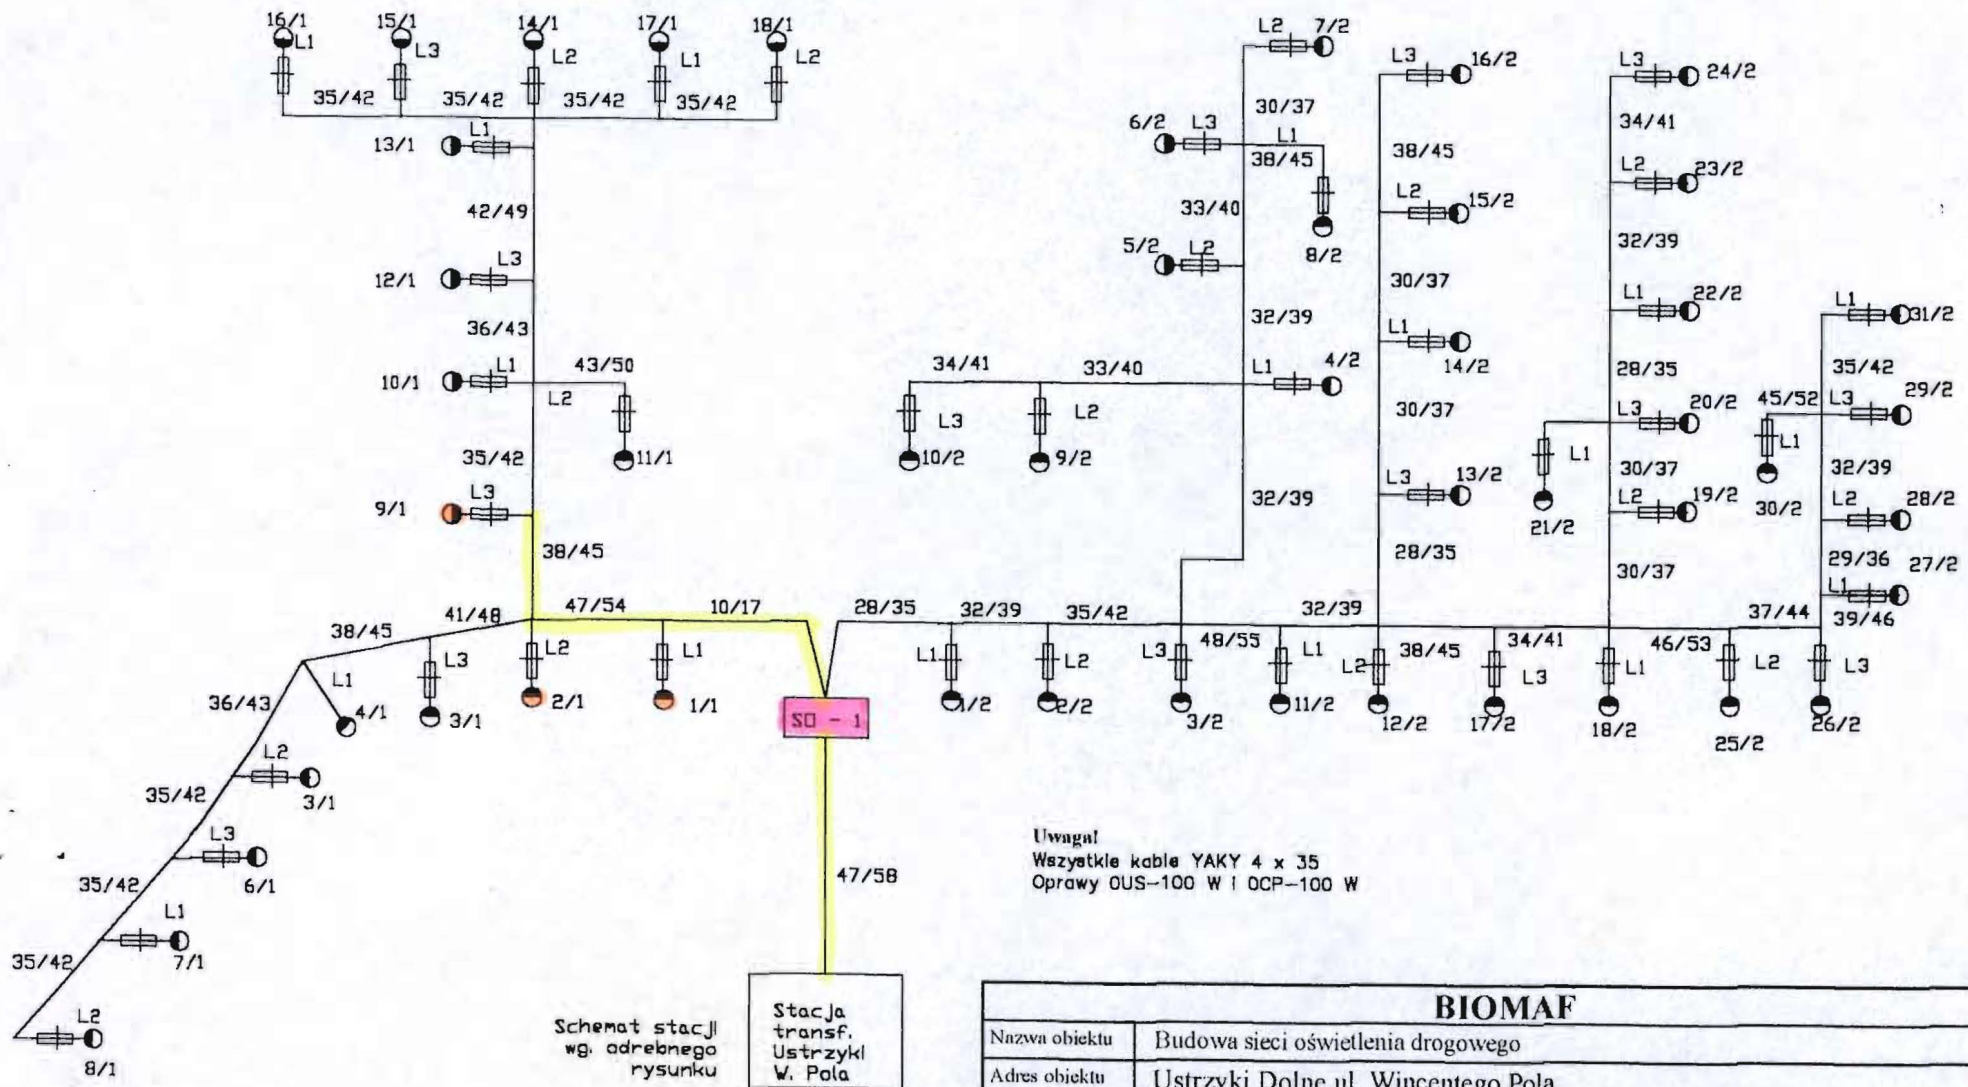 16/1
15/1
14/1
17/1
18/1
L1
L3
L2
L1
L2
35/42
35/42
35/42
35/42
13/1
L1
42/49
12/1
L3
36/43
10/1
L1
43/50
L2
11/1
35/42
9/1
L3
38/45
47/54
10/17
41/48
38/45
L2
2/1
L1
1/1
L3
3/1
L1
4/1
36/43
L2
3/1
35/42
L3
6/1
35/42
L1
7/1
35/42
L2
8/1
SO - 1
47/58
L2
7/2
30/37
6/2
L3
L1
38/45
8/2
33/40
5/2
L2
32/39
34/41
33/40
L1
4/2
L3
10/2
L2
9/2
32/39
L3
16/2
38/45
L2
15/2
30/37
L1
14/2
30/37
L3
13/2
28/35
L3
24/2
34/41
L2
23/2
32/39
L1
22/2
28/35
L3
20/2
L1
21/2
30/37
L2
19/2
30/37
L1
31/2
35/42
45/52
L3
29/2
L1
30/2
32/39
L2
28/2
29/36
27/2
L1
39/46
37/44
28/35
32/39
35/42
32/39
48/55
38/45
34/41
46/53
L1
1/2
L2
2/2
L3
3/2
L1
11/2
L2
12/2
L3
17/2
L1
18/2
L2
25/2
L3
26/2
Uwaga!
Wszystkie kable YAKY 4 x 35
Oprawy OUS-100 W i OCP-100 W
Schemat stacji
wg. odrebnego
rysunku
Stacja
transf.
Ustrzyki
W. Pola
BIOMAF
Nazwa obiektu
Budowa sieci oświetlenia drogowego
Adres obiektu
Ustrzyki Dolne ul. Wincentego Pola